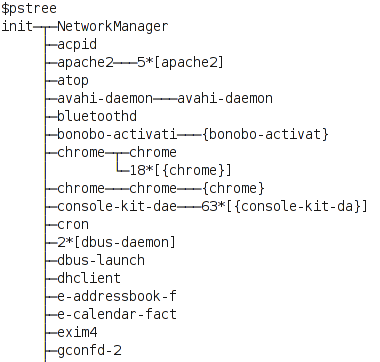 $pstree
init─┬─NetworkManager
     ├─acpid
     ├─apache2───5*[apache2]
     ├─atop
     ├─avahi-daemon───avahi-daemon
     ├─bluetoothd
     ├─bonobo-activati───{bonobo-activat}
     ├─chrome─┬─chrome
     │        └─18*[{chrome}]
     ├─chrome───chrome───{chrome}
     ├─console-kit-dae───63*[{console-kit-da}]
     ├─cron
     ├─2*[dbus-daemon]
     ├─dbus-launch
     ├─dhclient
     ├─e-addressbook-f
     ├─e-calendar-fact
     ├─exim4
     ├─gconfd-2